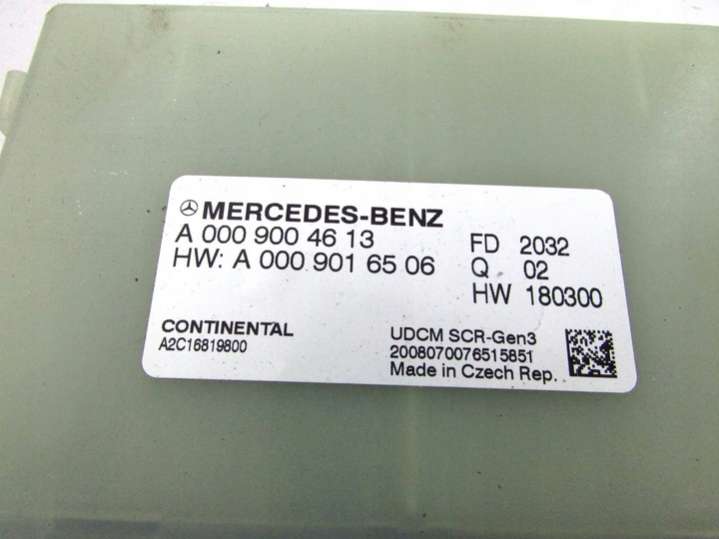 MERCEDES-BENZ
A 000 900 46 13
HW: A 000 901 65 06
FD 2032
Q 02
HW 180300
CONTINENTAL
A2C16819800
UDCM SCR-Gen3
2008070076515851
Made in Czech Rep.